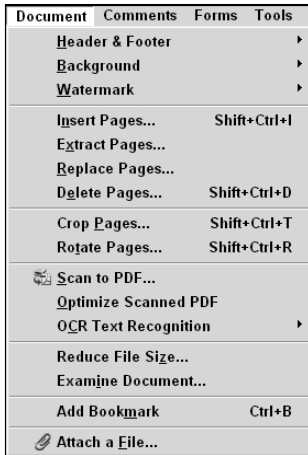 Document Comments Forms Tools
Header & Footer
Background
Watermark
Insert Pages... Shift+Ctrl+I
Extract Pages...
Replace Pages...
Delete Pages... Shift+Ctrl+D
Crop Pages... Shift+Ctrl+T
Rotate Pages... Shift+Ctrl+R
Scan to PDF...
Optimize Scanned PDF
OCR Text Recognition
Reduce File Size...
Examine Document...
Add Bookmark Ctrl+B
Attach a File...